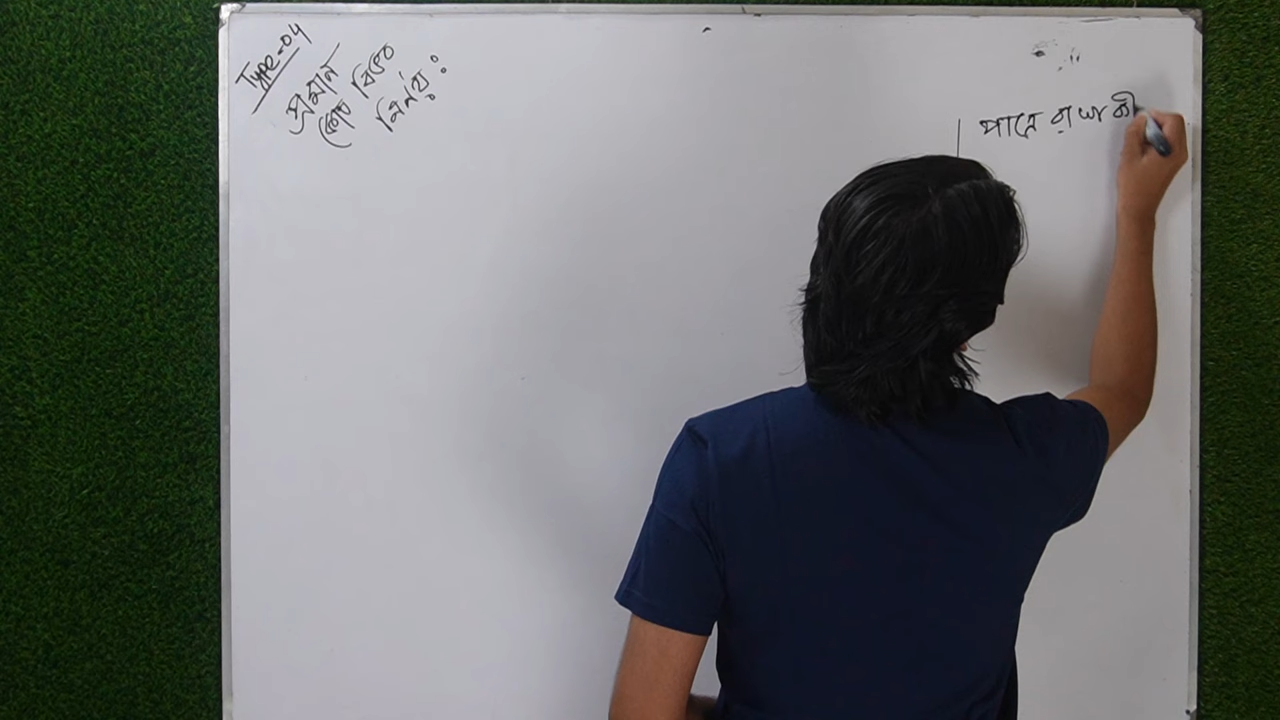 Type-04
প্রমান
কোষ বিভব
নির্ণয়ঃ
পাত্রে রাখা কী